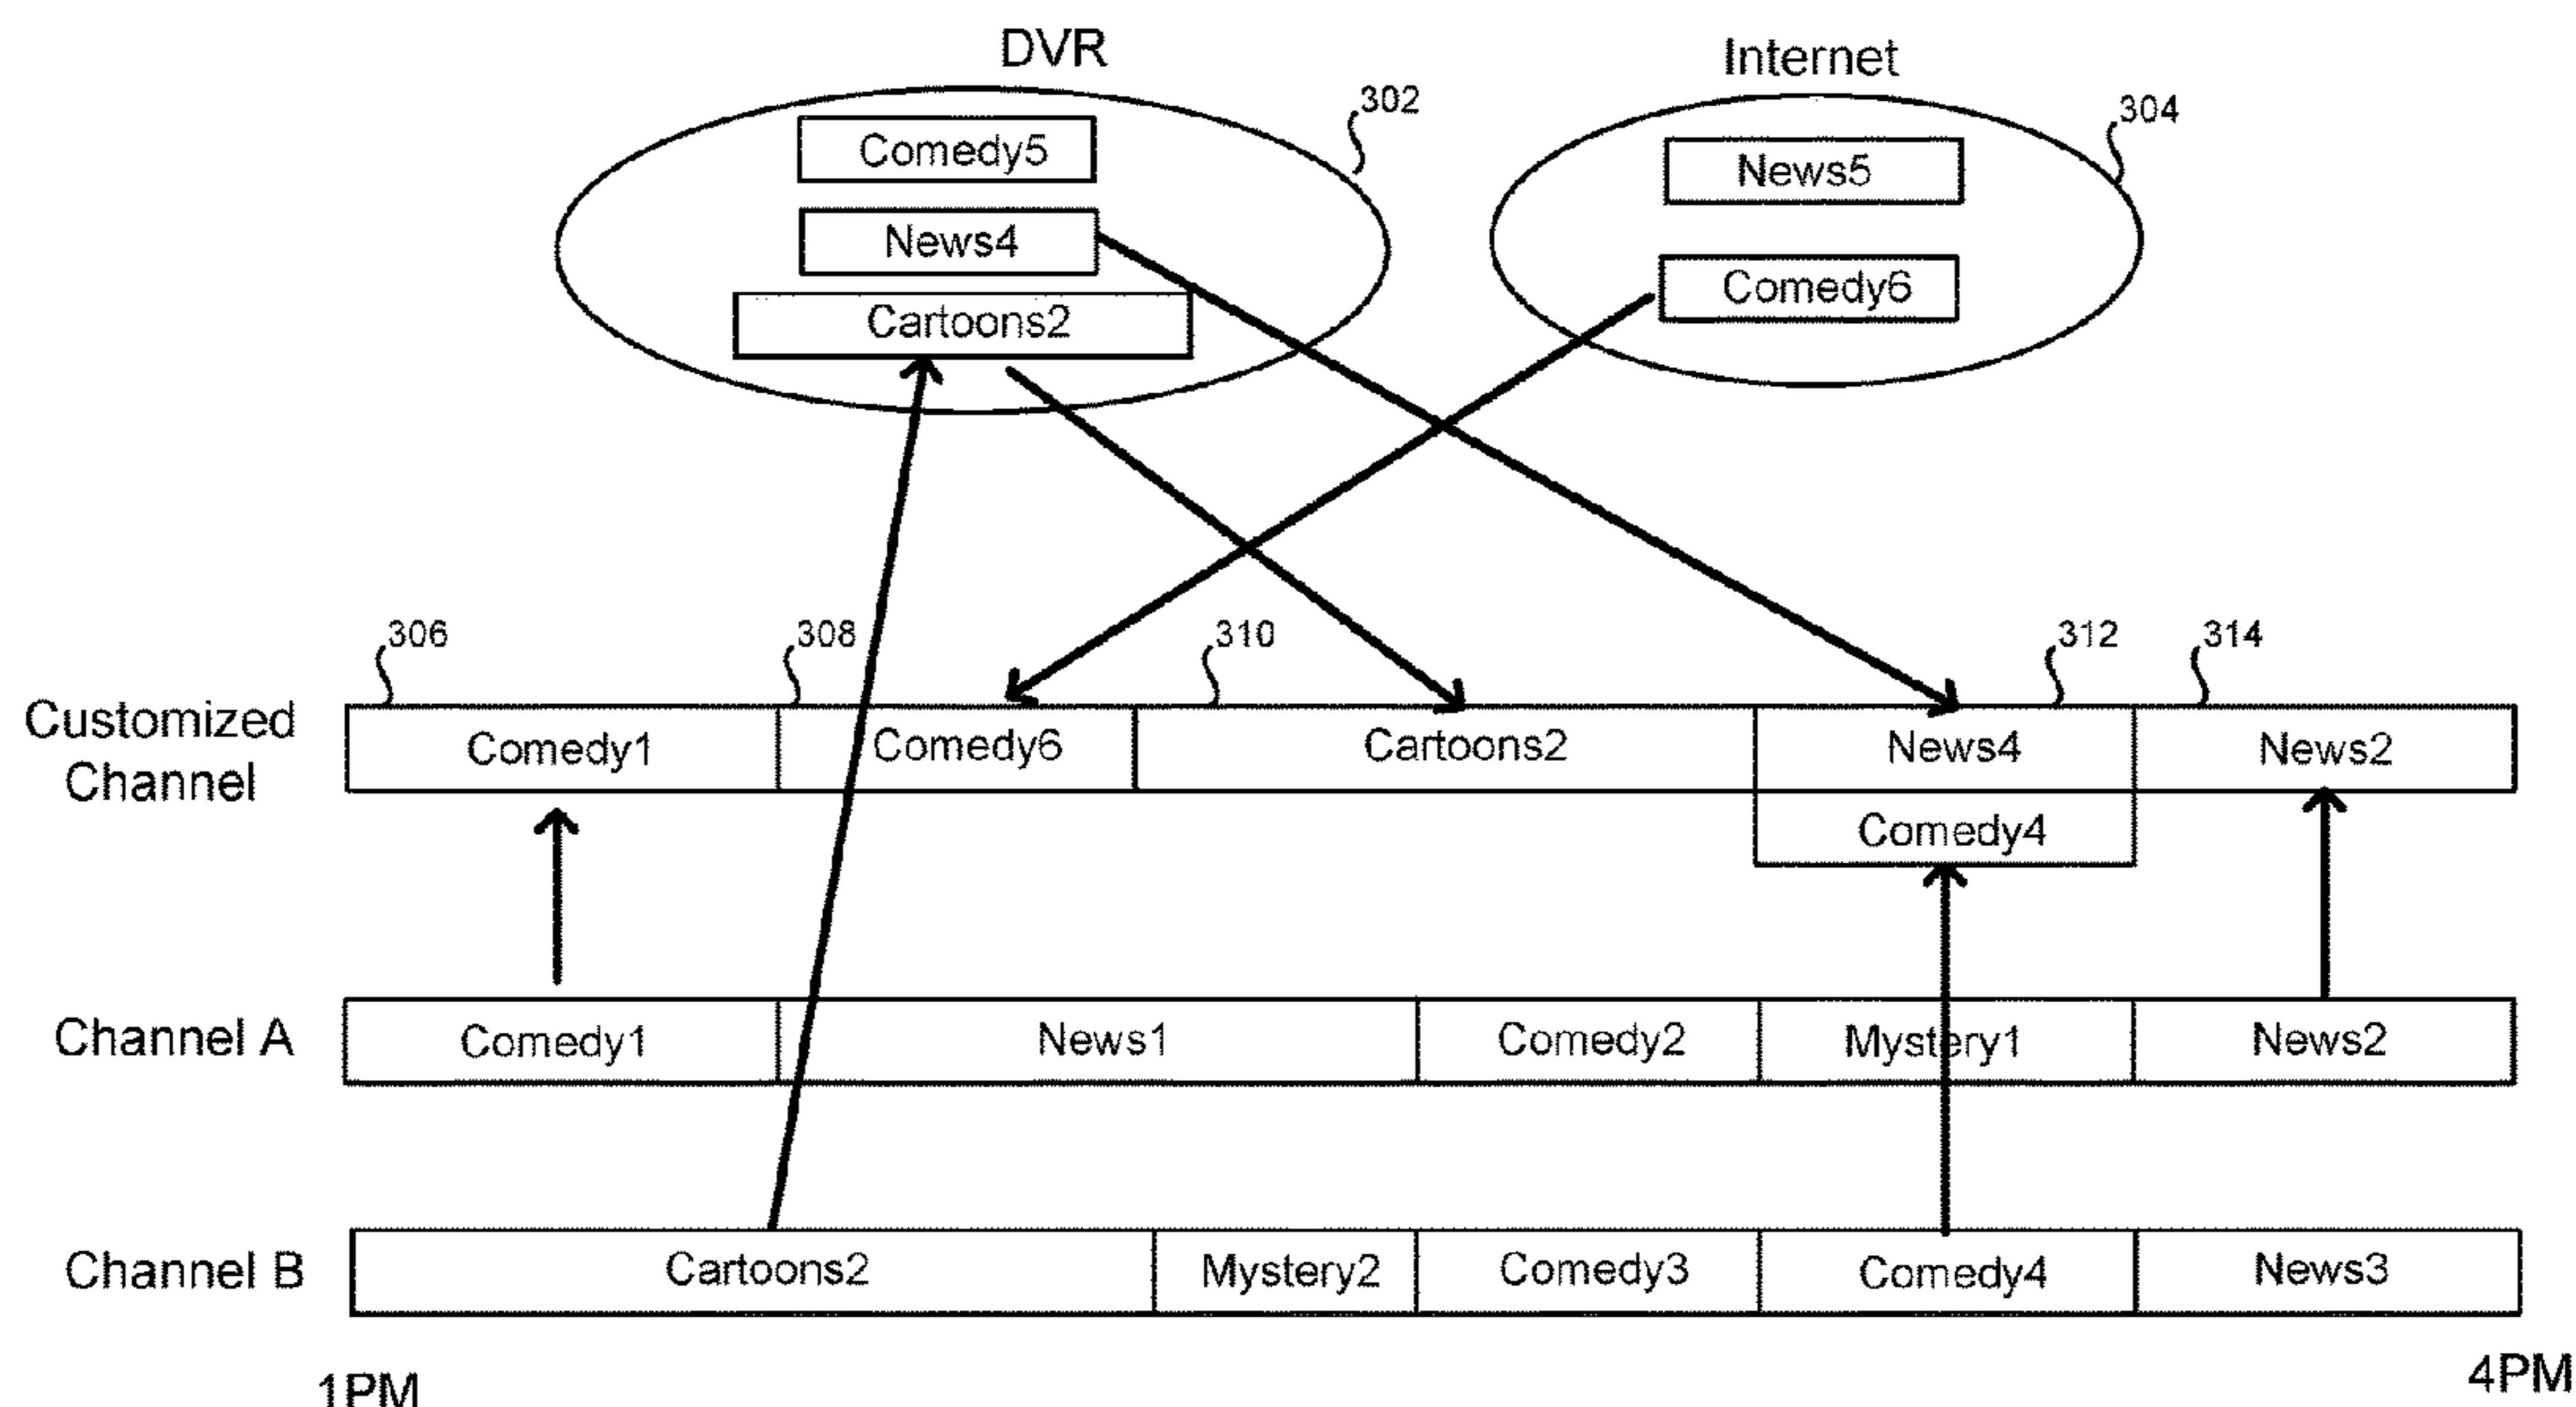 DVR
Internet
302
304
Comedy5
News5
News4
Comedy6
Cartoons2
306
308
310
312
314
Customized
Channel
Comedy1
Comedy6
Cartoons2
News4
News2
Comedy4
Channel A
Comedy1
News1
Comedy2
Mystery1
News2
Channel B
Cartoons2
Mystery2
Comedy3
Comedy4
News3
1PM
4PM